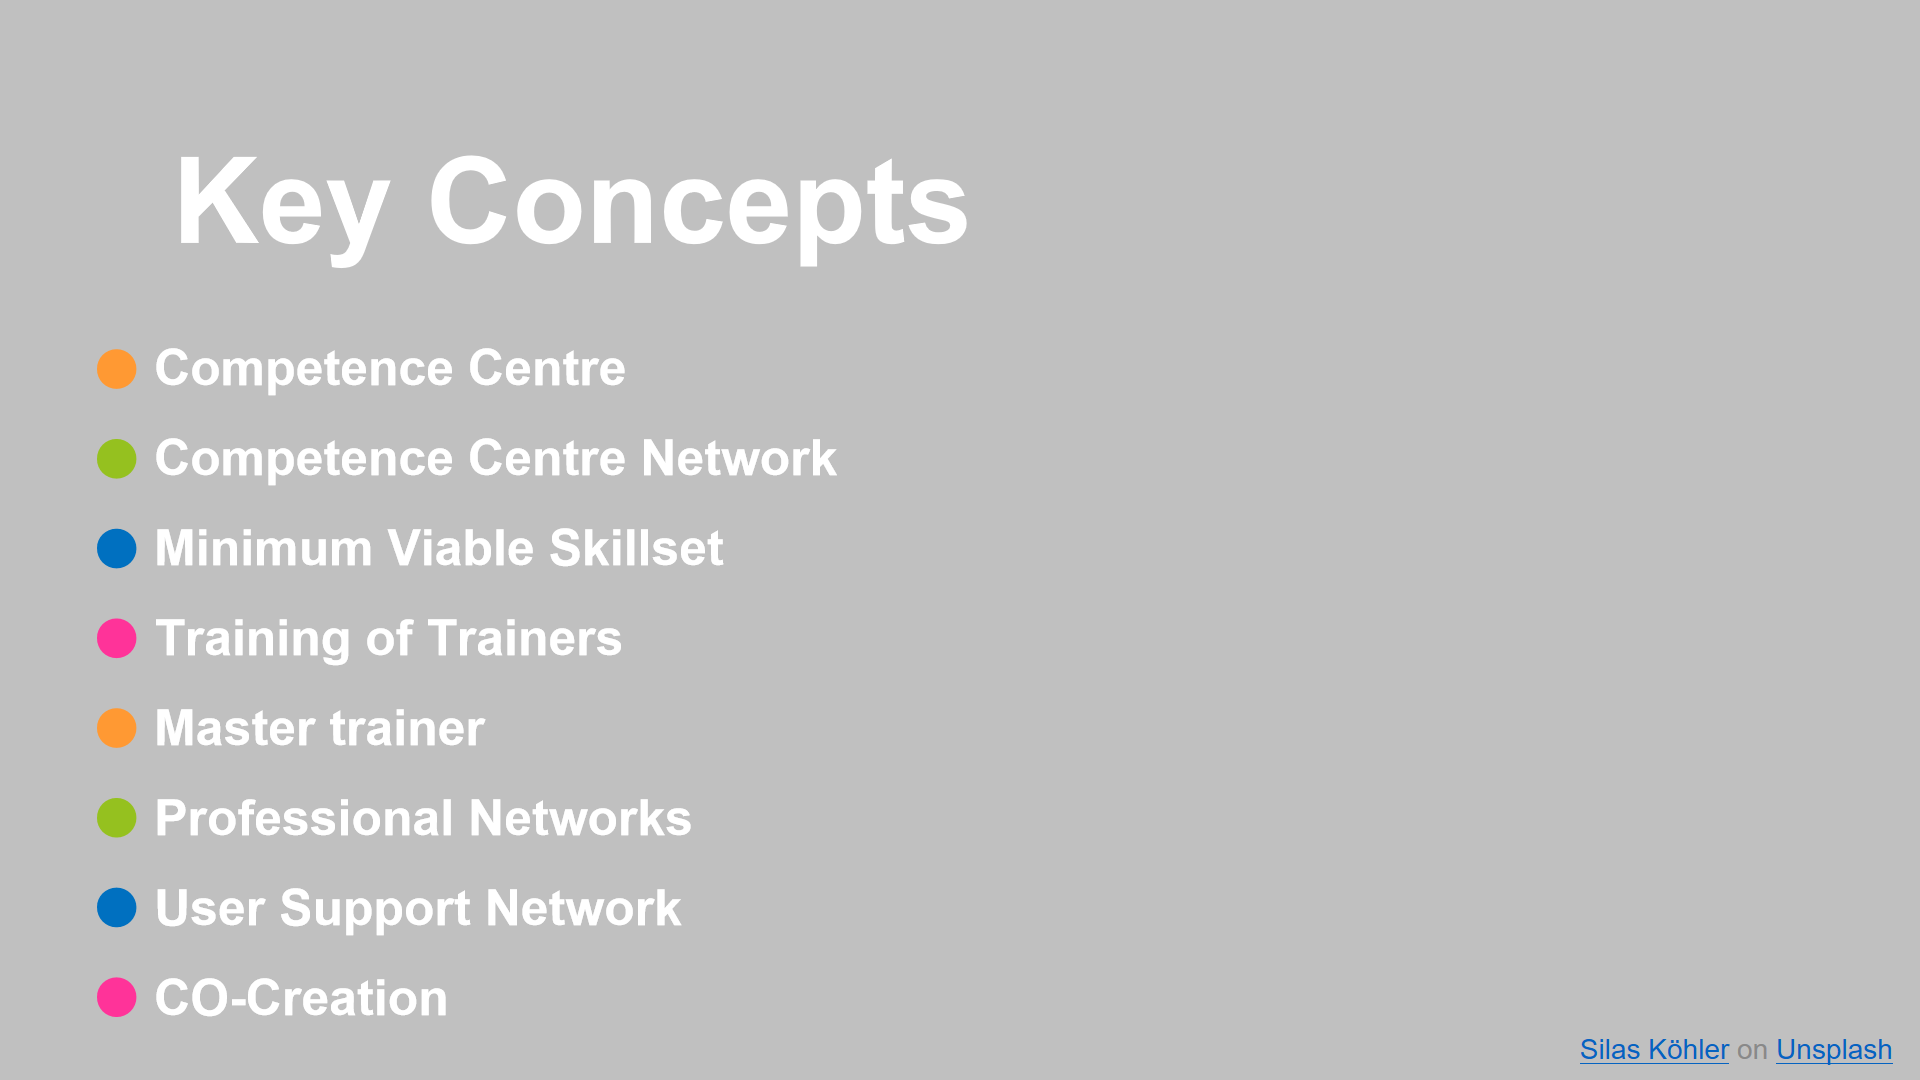 Key Concepts
Competence Centre
Competence Centre Network
Minimum Viable Skillset
Training of Trainers
Master trainer
Professional Networks
User Support Network
CO-Creation
Silas Köhler on Unsplash